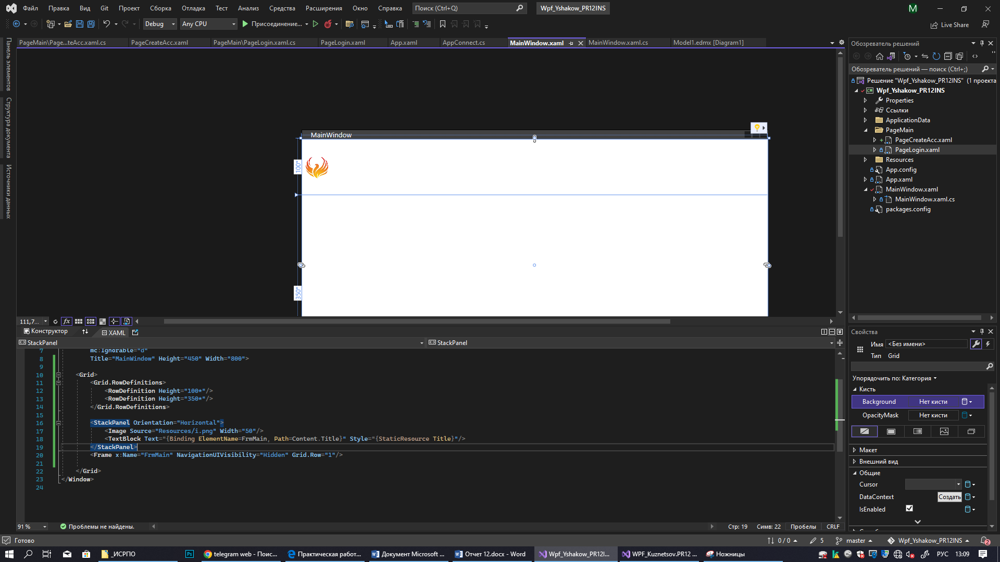 Файл Правка Вид Git Проект Сборка Отладка Тест Анализ Средства Расширения Окно Справка Поиск (Ctrl+Q) Wpf_Yshakow_PR12INS M
Debug Any CPU Присоединение... Live Share
PageMain\Page...teAcc.xaml.cs PageCreateAcc.xaml PageMain\PageLogin.xaml.cs PageLogin.xaml App.xaml AppConnect.cs MainWindow.xaml MainWindow.xaml.cs Model1.edmx [Diagram1]
Панель элементов
Структура документа
Источники данных
MainWindow
100*
350*
111,7...
Конструктор XAML
StackPanel StackPanel
7 mc:Ignorable="d"
8 Title="MainWindow" Height="450" Width="800">
9
10 <Grid>
11 <Grid.RowDefinitions>
12 <RowDefinition Height="100*"/>
13 <RowDefinition Height="350*"/>
14 </Grid.RowDefinitions>
15
16 <StackPanel Orientation="Horizontal">
17 <Image Source="Resources/i.png" Width="50"/>
18 <TextBlock Text="{Binding ElementName=FrmMain, Path=Content.Title}" Style="{StaticResource Title}"/>
19 </StackPanel>
20 <Frame x:Name="FrmMain" NavigationUIVisibility="Hidden" Grid.Row="1"/>
21
22 </Grid>
23 </Window>
24
91 % Проблемы не найдены. Стр: 19 Симв: 22 Пробелы CRLF
Обозреватель решений
Обозреватель решений — поиск (Ctrl+;)
Решение "Wpf_Yshakow_PR12INS" (1 проекта
Wpf_Yshakow_PR12INS
Properties
Ссылки
ApplicationData
PageMain
PageCreateAcc.xaml
PageLogin.xaml
Resources
App.config
App.xaml
MainWindow.xaml
MainWindow.xaml.cs
packages.config
Свойства
Имя <Без имени>
Тип Grid
Упорядочить по: Категория
Кисть
Background Нет кисти
OpacityMask Нет кисти
Макет
Внешний вид
Общие
Cursor
DataContext Создать
IsEnabled
Готово 0 / 0 5 master Wpf_Yshakow_PR12INS 2
_ИСРПО Ps telegram web - Поис... Практическая работ... Документ Microsoft ... Отчет 12.docx - Word Wpf_Yshakow_PR12I... WPF_Kuznetsov.PR12 ... Ножницы РУС 13:09